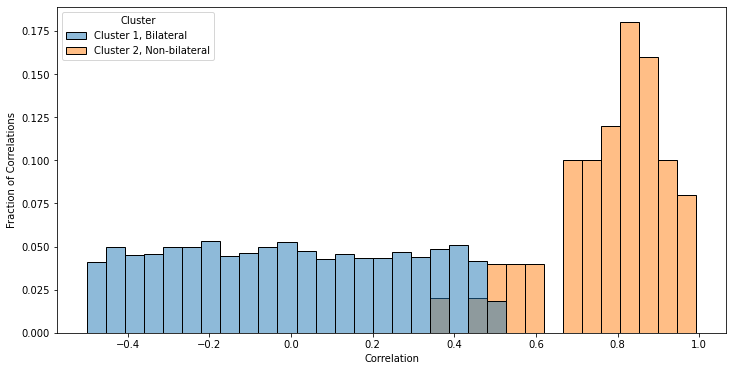 Cluster
Cluster 1, Bilateral
Cluster 2, Non-bilateral
Fraction of Correlations
0.175
0.150
0.125
0.100
0.075
0.050
0.025
0.000
−0.4 −0.2 0.0 0.2 0.4 0.6 0.8 1.0
Correlation